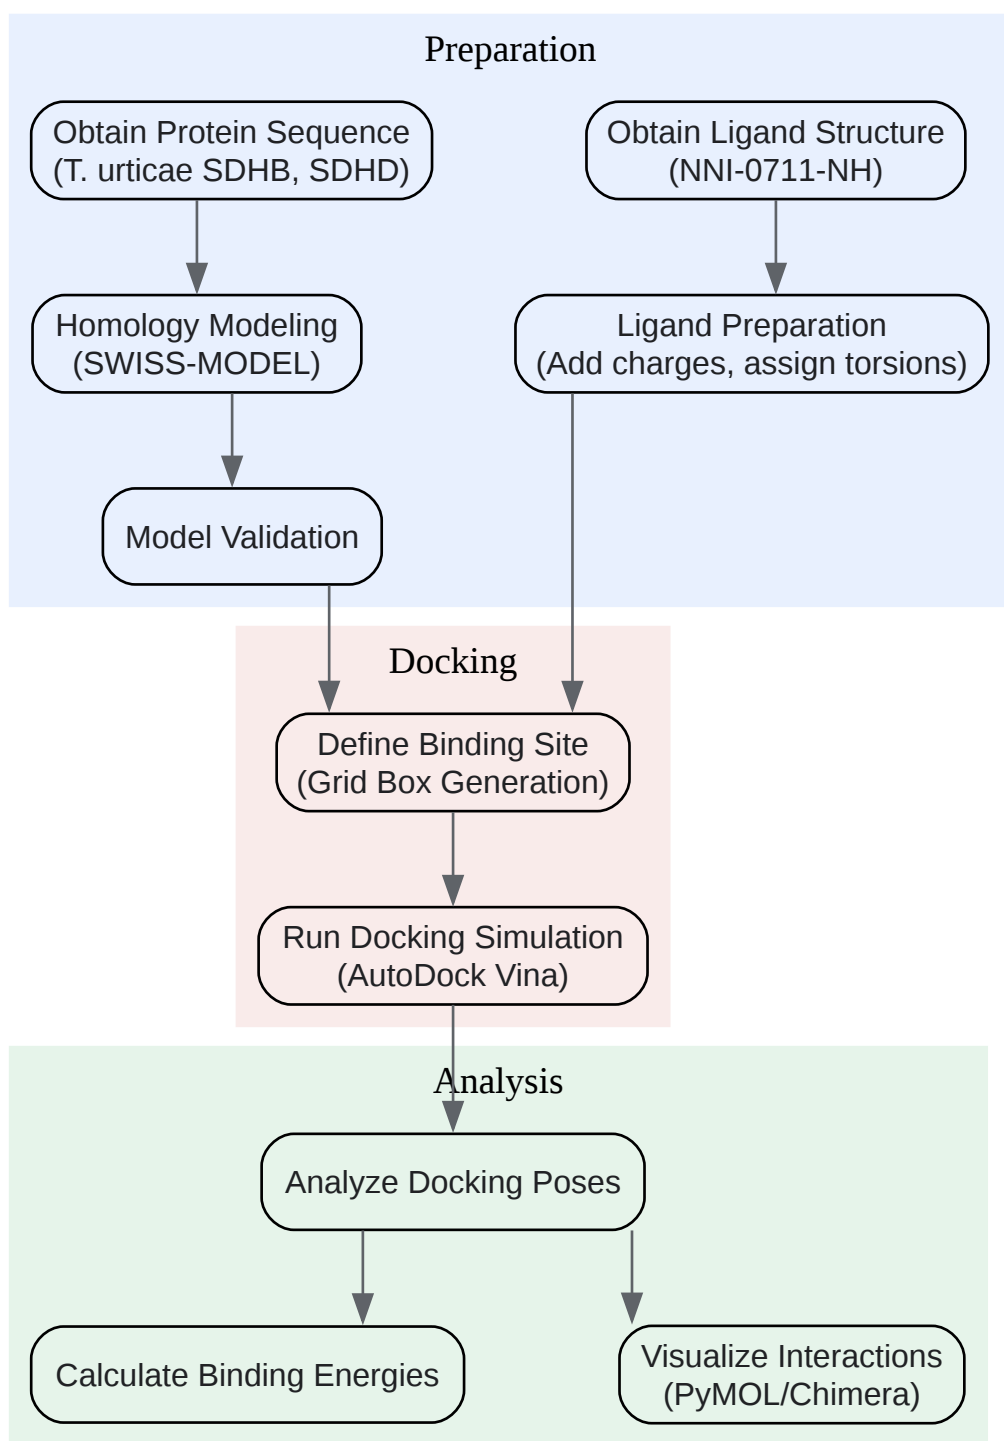 Preparation
Obtain Protein Sequence
(T. urticae SDHB, SDHD)
Obtain Ligand Structure
(NNI-0711-NH)
Homology Modeling
(SWISS-MODEL)
Ligand Preparation
(Add charges, assign torsions)
Model Validation
Docking
Define Binding Site
(Grid Box Generation)
Run Docking Simulation
(AutoDock Vina)
Analysis
Analyze Docking Poses
Calculate Binding Energies
Visualize Interactions
(PyMOL/Chimera)